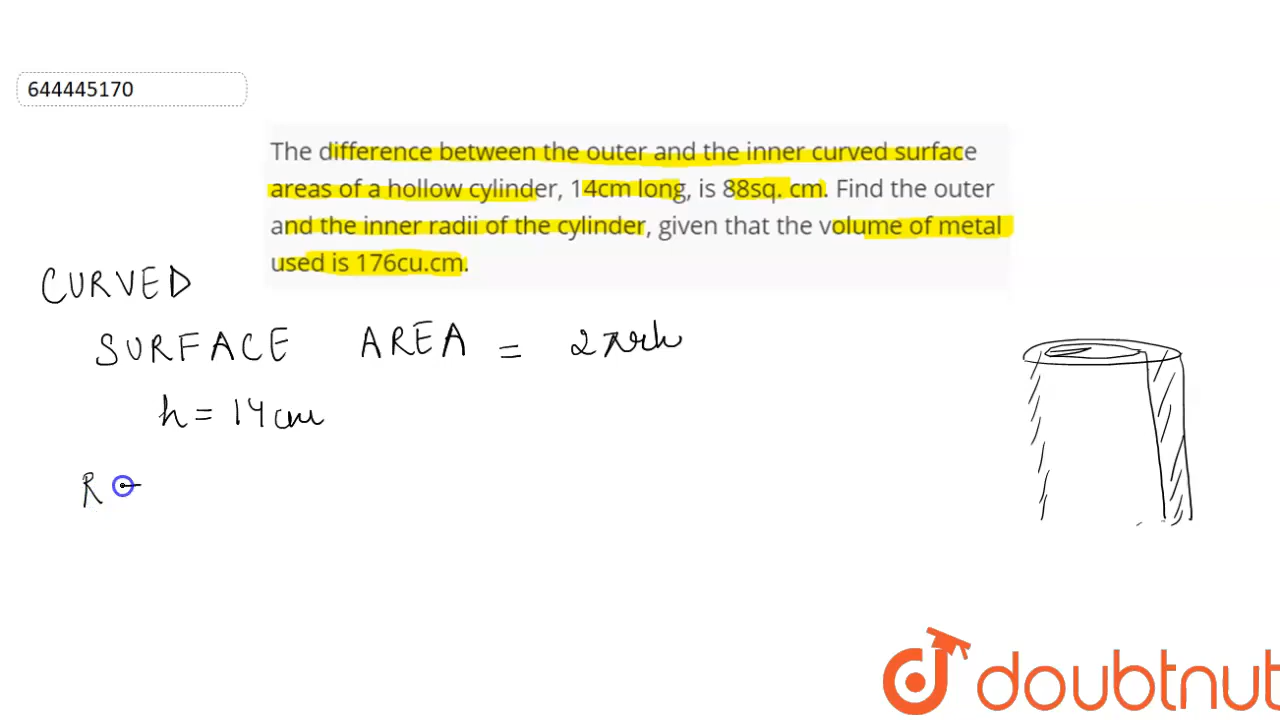 644445170
The difference between the outer and the inner curved surface
areas of a hollow cylinder, 14cm long, is 88sq. cm. Find the outer
and the inner radii of the cylinder, given that the volume of metal
used is 176cu.cm.
CURVED
SURFACE AREA = 2πrh
h = 14 cm
R
doubtnut